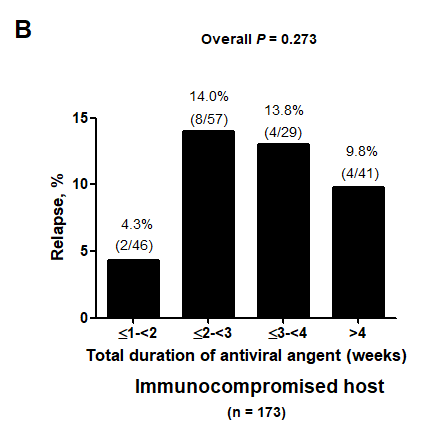 B
Overall P = 0.273
14.0%
(8/57)
13.8%
(4/29)
9.8%
(4/41)
4.3%
(2/46)
Relapse, %
15
10
5
0
≤1-<2 ≤2-<3 ≤3-<4 >4
Total duration of antiviral angent (weeks)
Immunocompromised host
(n = 173)